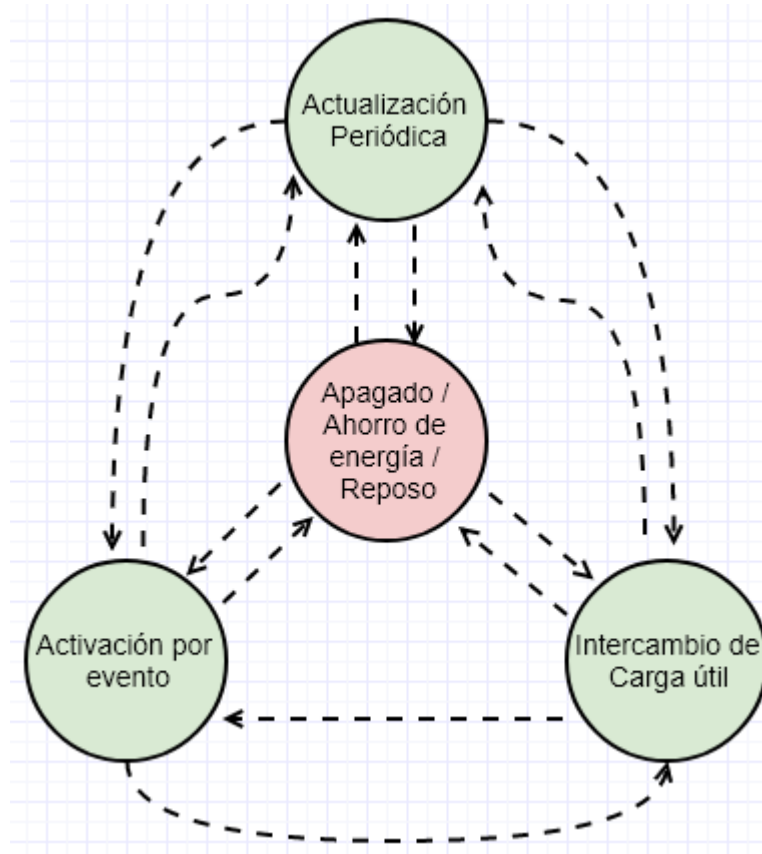 Actualización
Periódica
Apagado /
Ahorro de
energía /
Reposo
Activación por
evento
Intercambio de
Carga útil